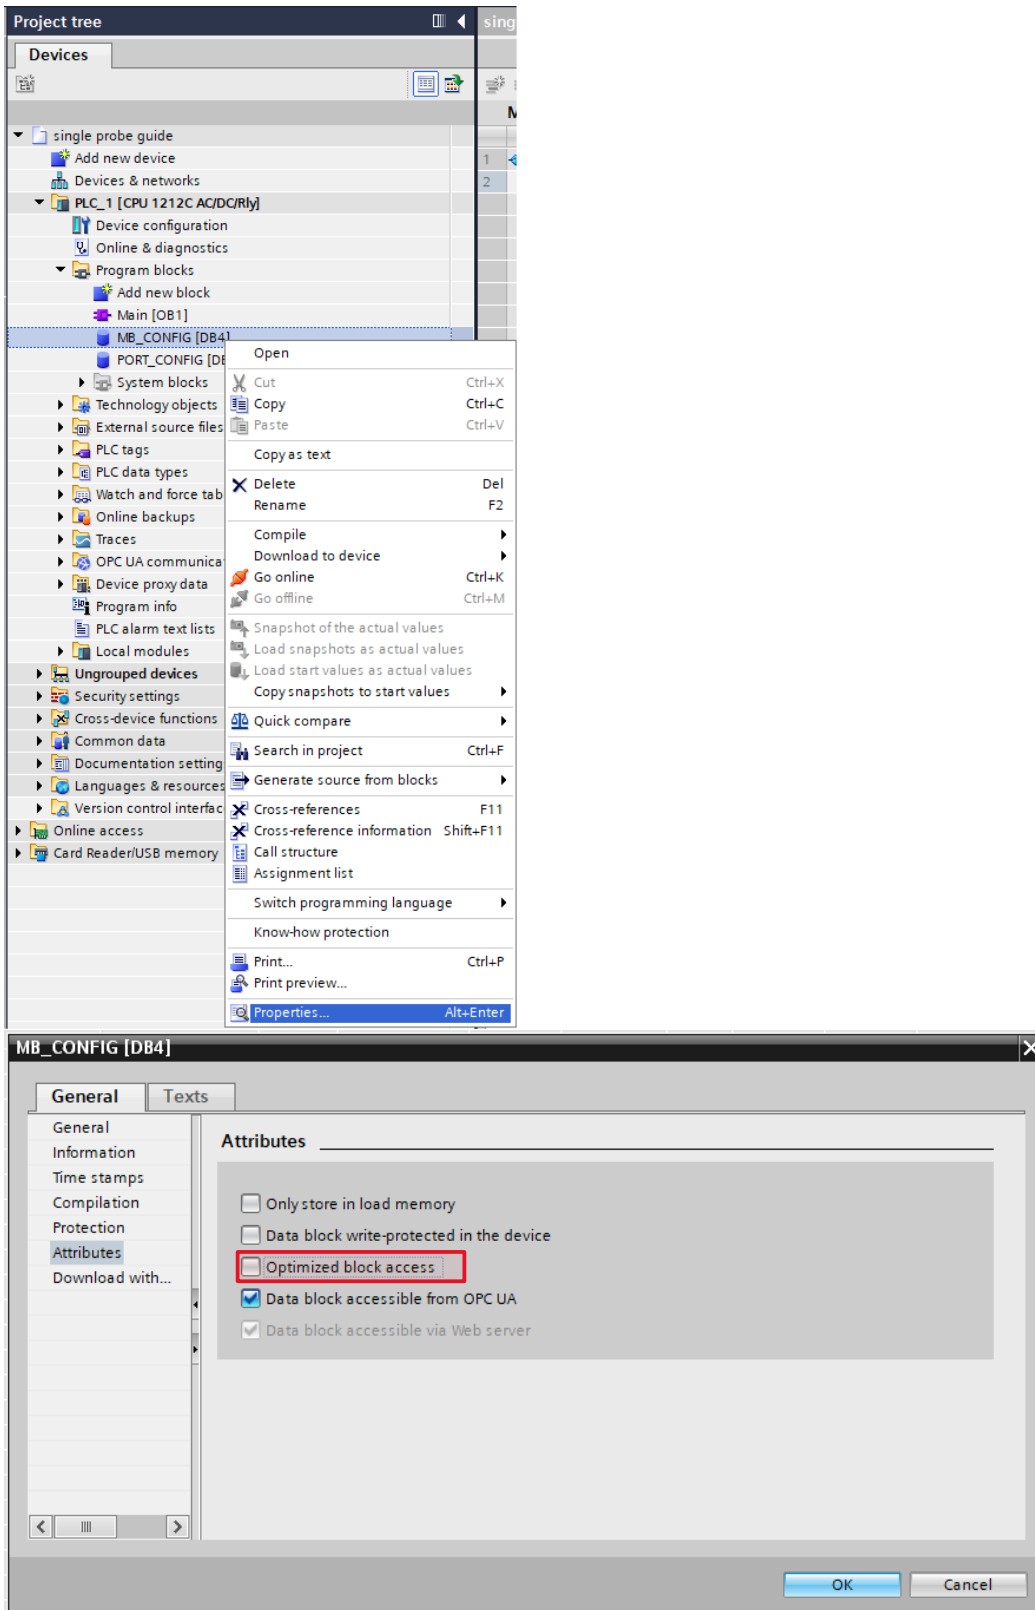 Project tree
sing
Devices
single probe guide
Add new device
1
Devices & networks
2
PLC_1 [CPU 1212C AC/DC/Rly]
Device configuration
Online & diagnostics
Program blocks
Add new block
Main [OB1]
MB_CONFIG [DB4]
PORT_CONFIG [DB
System blocks
Technology objects
External source files
PLC tags
PLC data types
Watch and force tab
Online backups
Traces
OPC UA communica
Device proxy data
Program info
PLC alarm text lists
Local modules
Ungrouped devices
Security settings
Cross-device functions
Common data
Documentation setting
Languages & resources
Version control interfac
Online access
Card Reader/USB memory
Open
Cut Ctrl+X
Copy Ctrl+C
Paste Ctrl+V
Copy as text
Delete Del
Rename F2
Compile
Download to device
Go online Ctrl+K
Go offline Ctrl+M
Snapshot of the actual values
Load snapshots as actual values
Load start values as actual values
Copy snapshots to start values
Quick compare
Search in project Ctrl+F
Generate source from blocks
Cross-references F11
Cross-reference information Shift+F11
Call structure
Assignment list
Switch programming language
Know-how protection
Print... Ctrl+P
Print preview...
Properties... Alt+Enter
MB_CONFIG [DB4]
General Texts
General
Information
Time stamps
Compilation
Protection
Attributes
Download with...
Attributes
Only store in load memory
Data block write-protected in the device
Optimized block access
Data block accessible from OPC UA
Data block accessible via Web server
OK Cancel